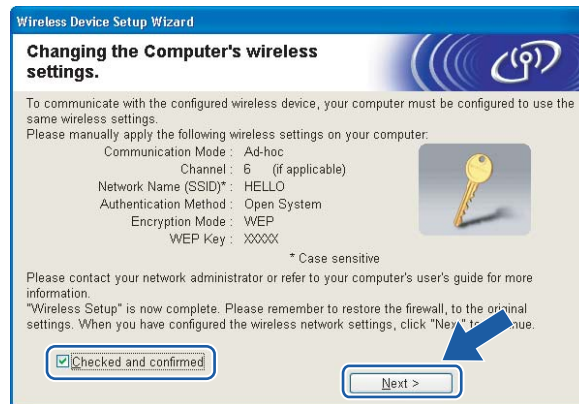 Wireless Device Setup Wizard
Changing the Computer's wireless
settings.
To communicate with the configured wireless device, your computer must be configured to use the
same wireless settings.
Please manually apply the following wireless settings on your computer:
Communication Mode : Ad-hoc
Channel : 6 (if applicable)
Network Name (SSID)* : HELLO
Authentication Method : Open System
Encryption Mode : WEP
WEP Key : XXXXX
* Case sensitive
Please contact your network administrator or refer to your computer's user's guide for more
information.
"Wireless Setup" is now complete. Please remember to restore the firewall, to the original
settings. When you have configured the wireless network settings, click "Next" to
Checked and confirmed
Next >